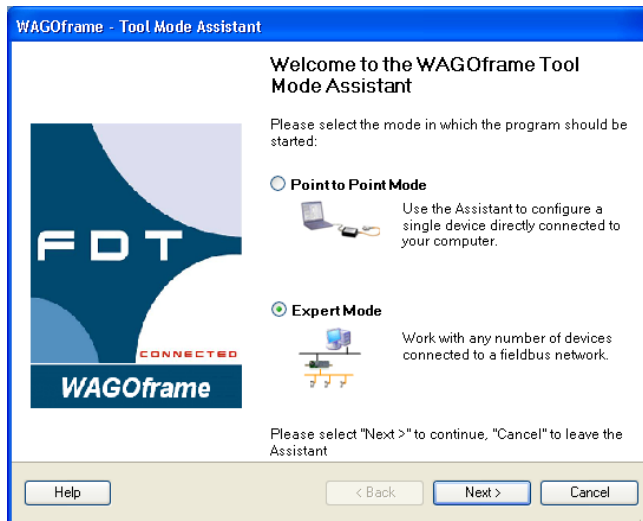 WAGOframe - Tool Mode Assistant
Welcome to the WAGOframe Tool
Mode Assistant
Please select the mode in which the program should be
started:
Point to Point Mode
Use the Assistant to configure a
single device directly connected to
your computer.
FDT
CONNECTED
WAGOframe
Expert Mode
Work with any number of devices
connected to a fieldbus network.
Please select "Next >" to continue, "Cancel" to leave the
Assistant
Help
< Back
Next >
Cancel